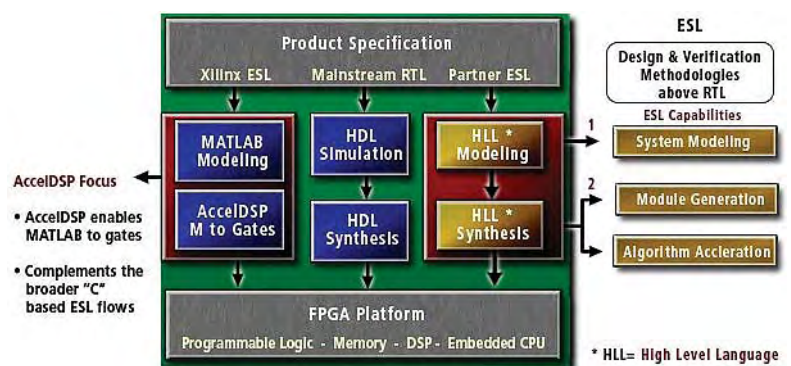 Product Specification
Xilinx ESL
Mainstream RTL
Partner ESL
ESL
Design & Verification
Methodologies
above RTL
ESL Capabilities
MATLAB
Modeling
HDL
Simulation
HLL *
Modeling
1
System Modeling
AccelDSP Focus
• AccelDSP enables
MATLAB to gates
• Complements the
broader "C"
based ESL flows
AccelDSP
M to Gates
HDL
Synthesis
HLL *
Synthesis
2
Module Generation
Algorithm Accleration
FPGA Platform
Programmable Logic - Memory - DSP - Embedded CPU
* HLL= High Level Language